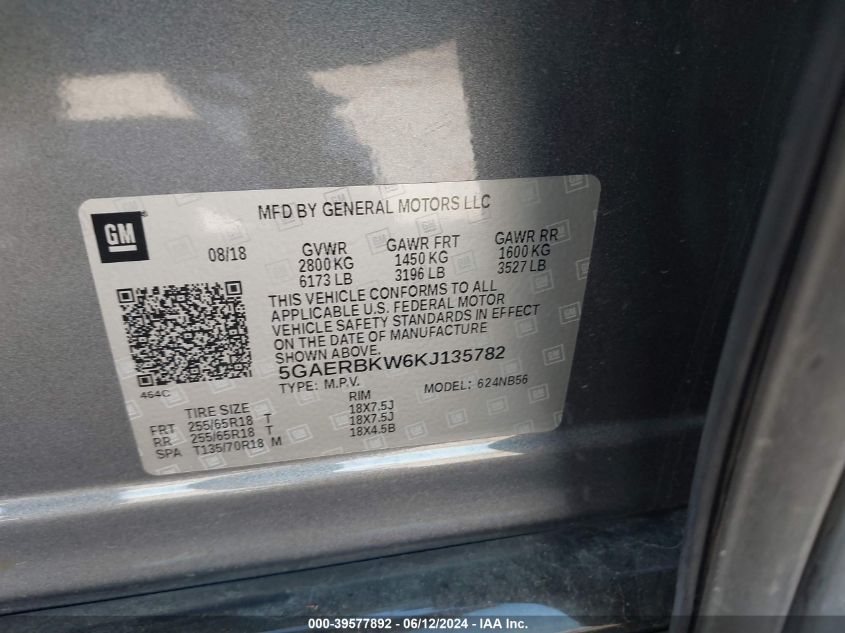 MFD BY GENERAL MOTORS LLC
GM
08/18 GVWR GAWR FRT GAWR RR
2800 KG 1450 KG 1600 KG
6173 LB 3196 LB 3527 LB
THIS VEHICLE CONFORMS TO ALL
APPLICABLE U.S. FEDERAL MOTOR
VEHICLE SAFETY STANDARDS IN EFFECT
ON THE DATE OF MANUFACTURE
SHOWN ABOVE.
5GAERBKW6KJ135782
464C
TYPE: M.P.V. MODEL: 624NB56
TIRE SIZE RIM
FRT 255/65R18 T 18X7.5J
RR 255/65R18 T 18X7.5J
SPA T135/70R18 M 18X4.5B
000-39577892 - 06/12/2024 - IAA Inc.